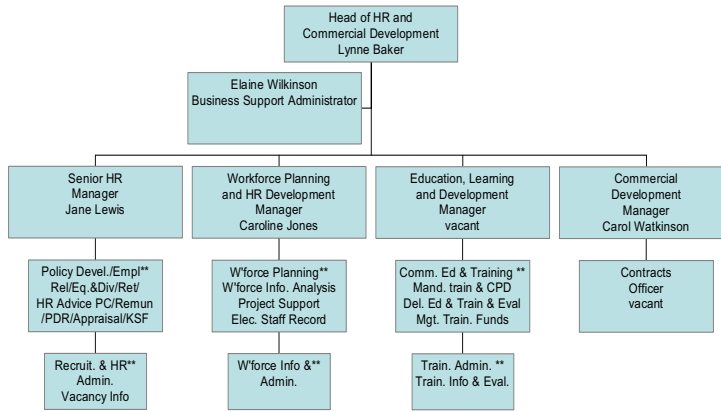 Head of HR and
Commercial Development
Lynne Baker
Elaine Wilkinson
Business Support Administrator
Senior HR
Manager
Jane Lewis
Workforce Planning
and HR Development
Manager
Caroline Jones
Education, Learning
and Development
Manager
vacant
Commercial
Development
Manager
Carol Watkinson
Policy Devel./Empl**
Rel/Eq.&Div/Ret/
HR Advice PC/Remun
/PDR/Appraisal/KSF
W'force Planning**
W'force Info. Analysis
Project Support
Elec. Staff Record
Comm. Ed & Training **
Mand. train & CPD
Del. Ed & Train & Eval
Mgt. Train. Funds
Contracts
Officer
vacant
Recruit. & HR**
Admin.
Vacancy Info
W'force Info &**
Admin.
Train. Admin. **
Train. Info & Eval.